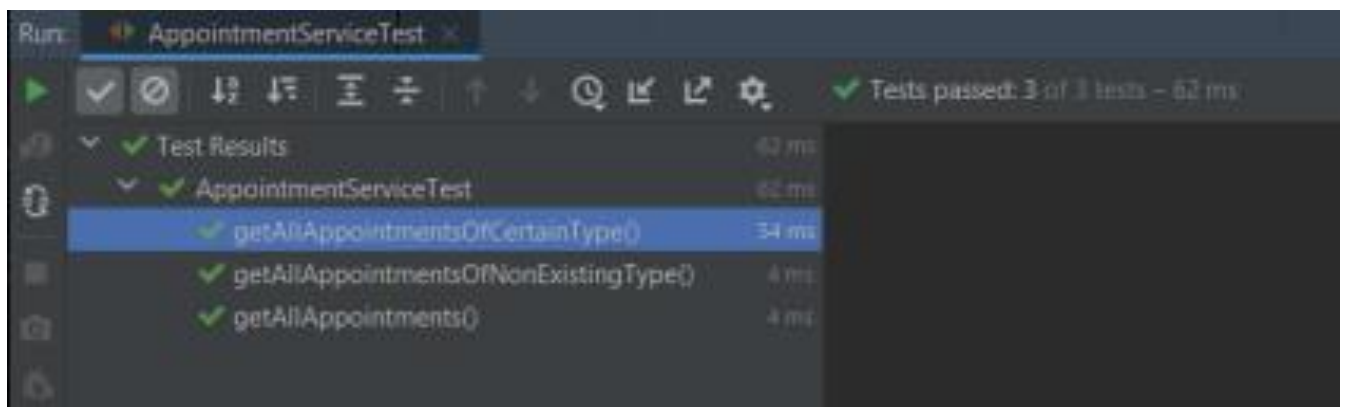 Run: AppointmentServiceTest
Tests passed: 3 of 3 tests – 62 ms
Test Results 62 ms
AppointmentServiceTest 62 ms
getAllAppointmentsOfCertainType() 54 ms
getAllAppointmentsOfNonExistingType() 4 ms
getAllAppointments() 4 ms